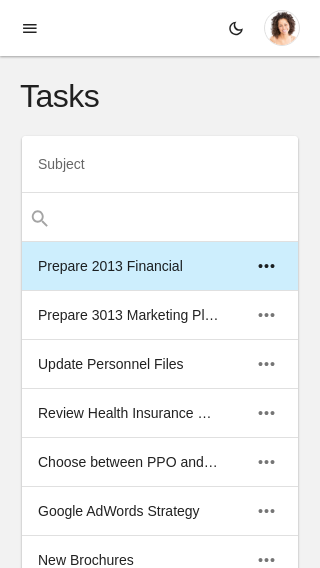 Tasks
Subject
Prepare 2013 Financial
Prepare 3013 Marketing Pl…
Update Personnel Files
Review Health Insurance …
Choose between PPO and…
Google AdWords Strategy
New Brochures